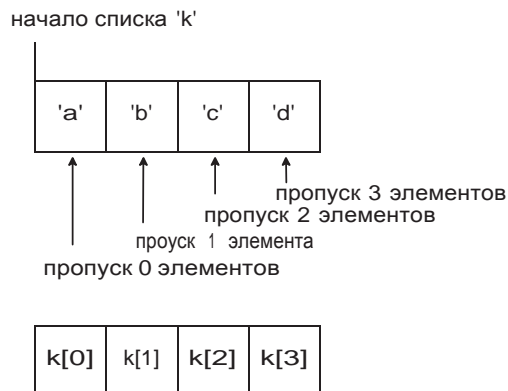 начало списка 'k'
'a' 'b' 'c' 'd'
пропуск 3 элементов
пропуск 2 элементов
проуск 1 элемента
пропуск 0 элементов
k[0] k[1] k[2] k[3]